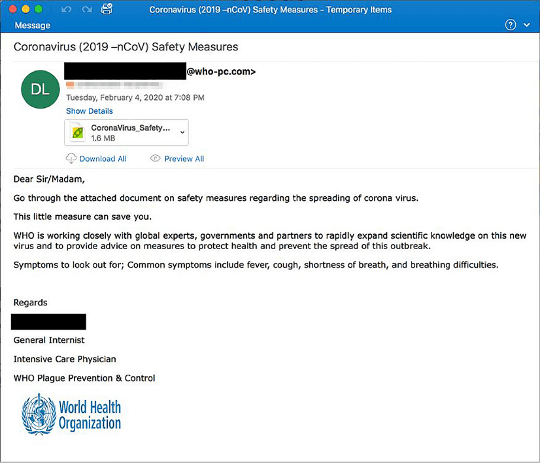 Coronavirus (2019 –nCoV) Safety Measures - Temporary Items
Message
Coronavirus (2019 –nCoV) Safety Measures
DL
@who-pc.com>
Tuesday, February 4, 2020 at 7:08 PM
Show Details
CoronaVirus_Safety...
1.6 MB
Download All Preview All
Dear Sir/Madam,
Go through the attached document on safety measures regarding the spreading of corona virus.
This little measure can save you.
WHO is working closely with global experts, governments and partners to rapidly expand scientific knowledge on this new
virus and to provide advice on measures to protect health and prevent the spread of this outbreak.
Symptoms to look out for; Common symptoms include fever, cough, shortness of breath, and breathing difficulties.
Regards
General Internist
Intensive Care Physician
WHO Plague Prevention & Control
World Health
Organization